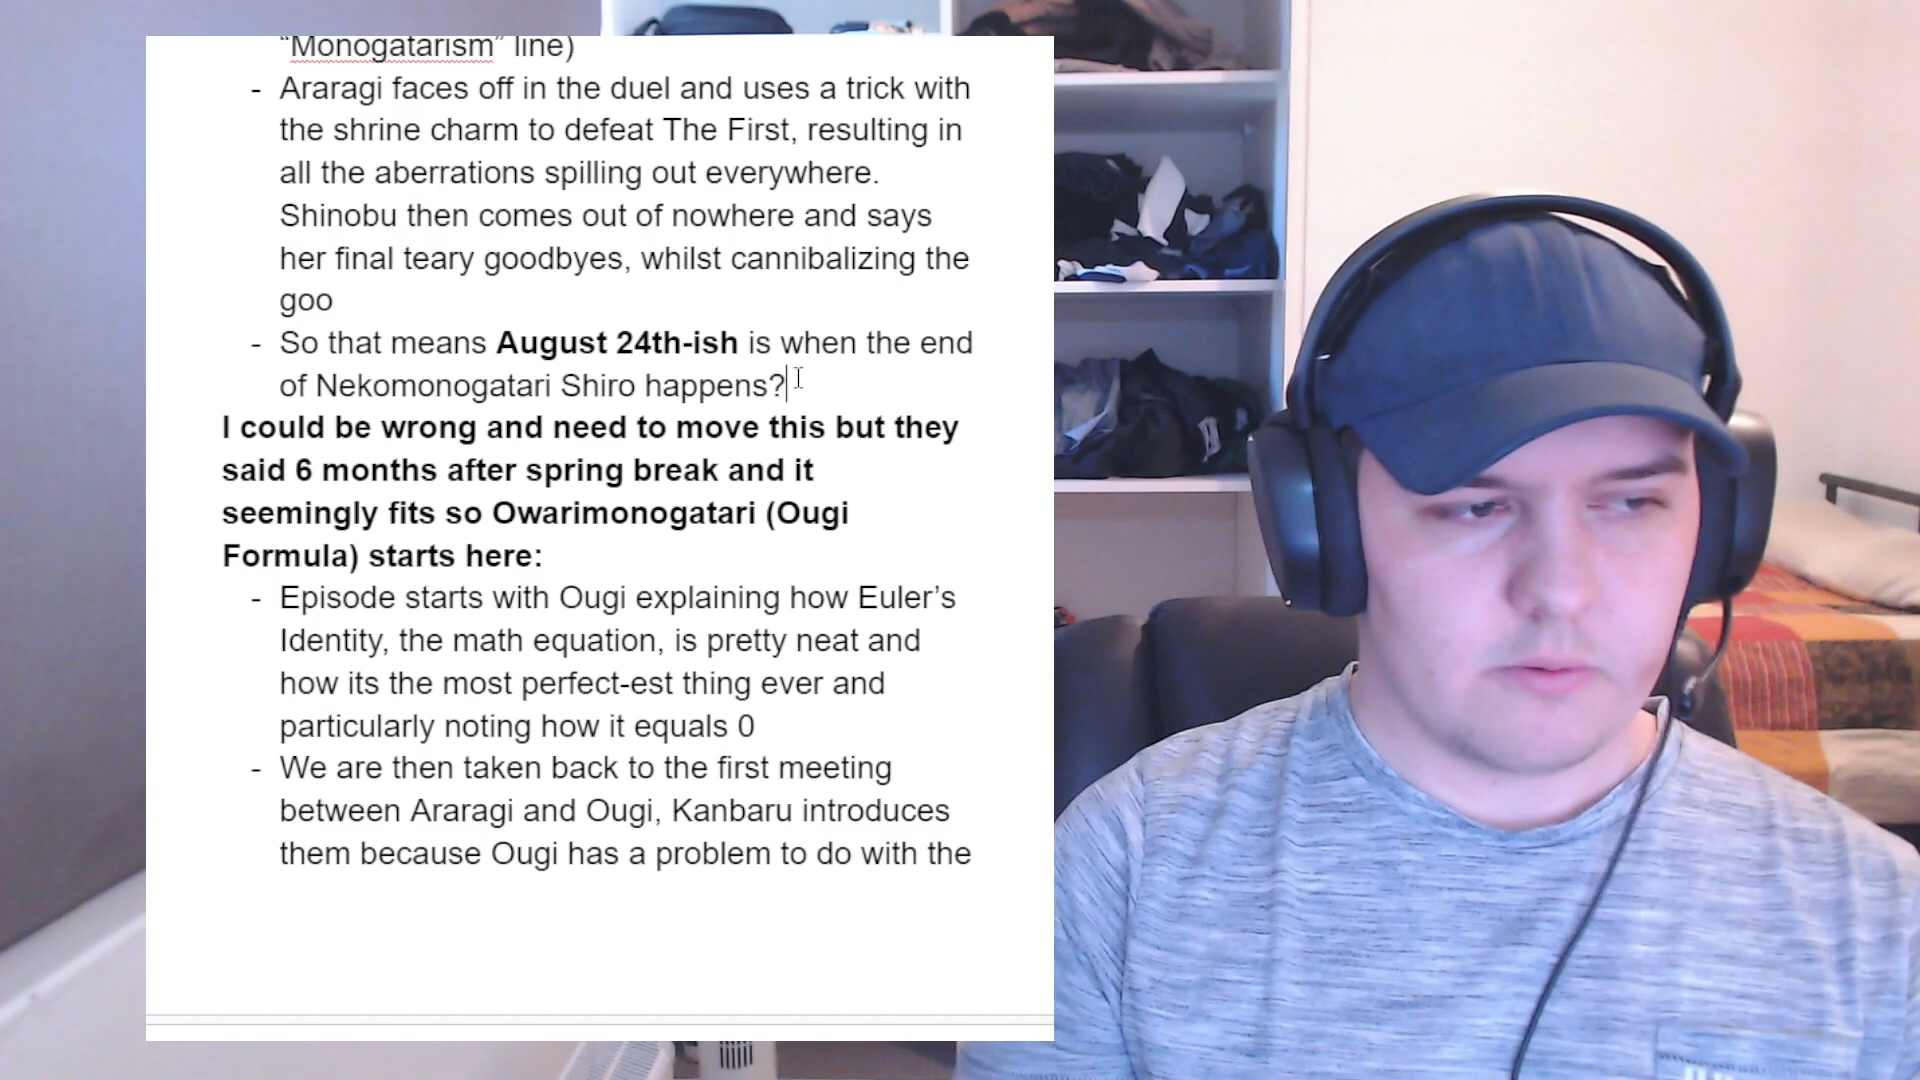 “Monogatarism” line)
- Araragi faces off in the duel and uses a trick with
the shrine charm to defeat The First, resulting in
all the aberrations spilling out everywhere.
Shinobu then comes out of nowhere and says
her final teary goodbyes, whilst cannibalizing the
goo
- So that means August 24th-ish is when the end
of Nekomonogatari Shiro happens?
I could be wrong and need to move this but they
said 6 months after spring break and it
seemingly fits so Owarimonogatari (Ougi
Formula) starts here:
- Episode starts with Ougi explaining how Euler’s
Identity, the math equation, is pretty neat and
how its the most perfect-est thing ever and
particularly noting how it equals 0
- We are then taken back to the first meeting
between Araragi and Ougi, Kanbaru introduces
them because Ougi has a problem to do with the